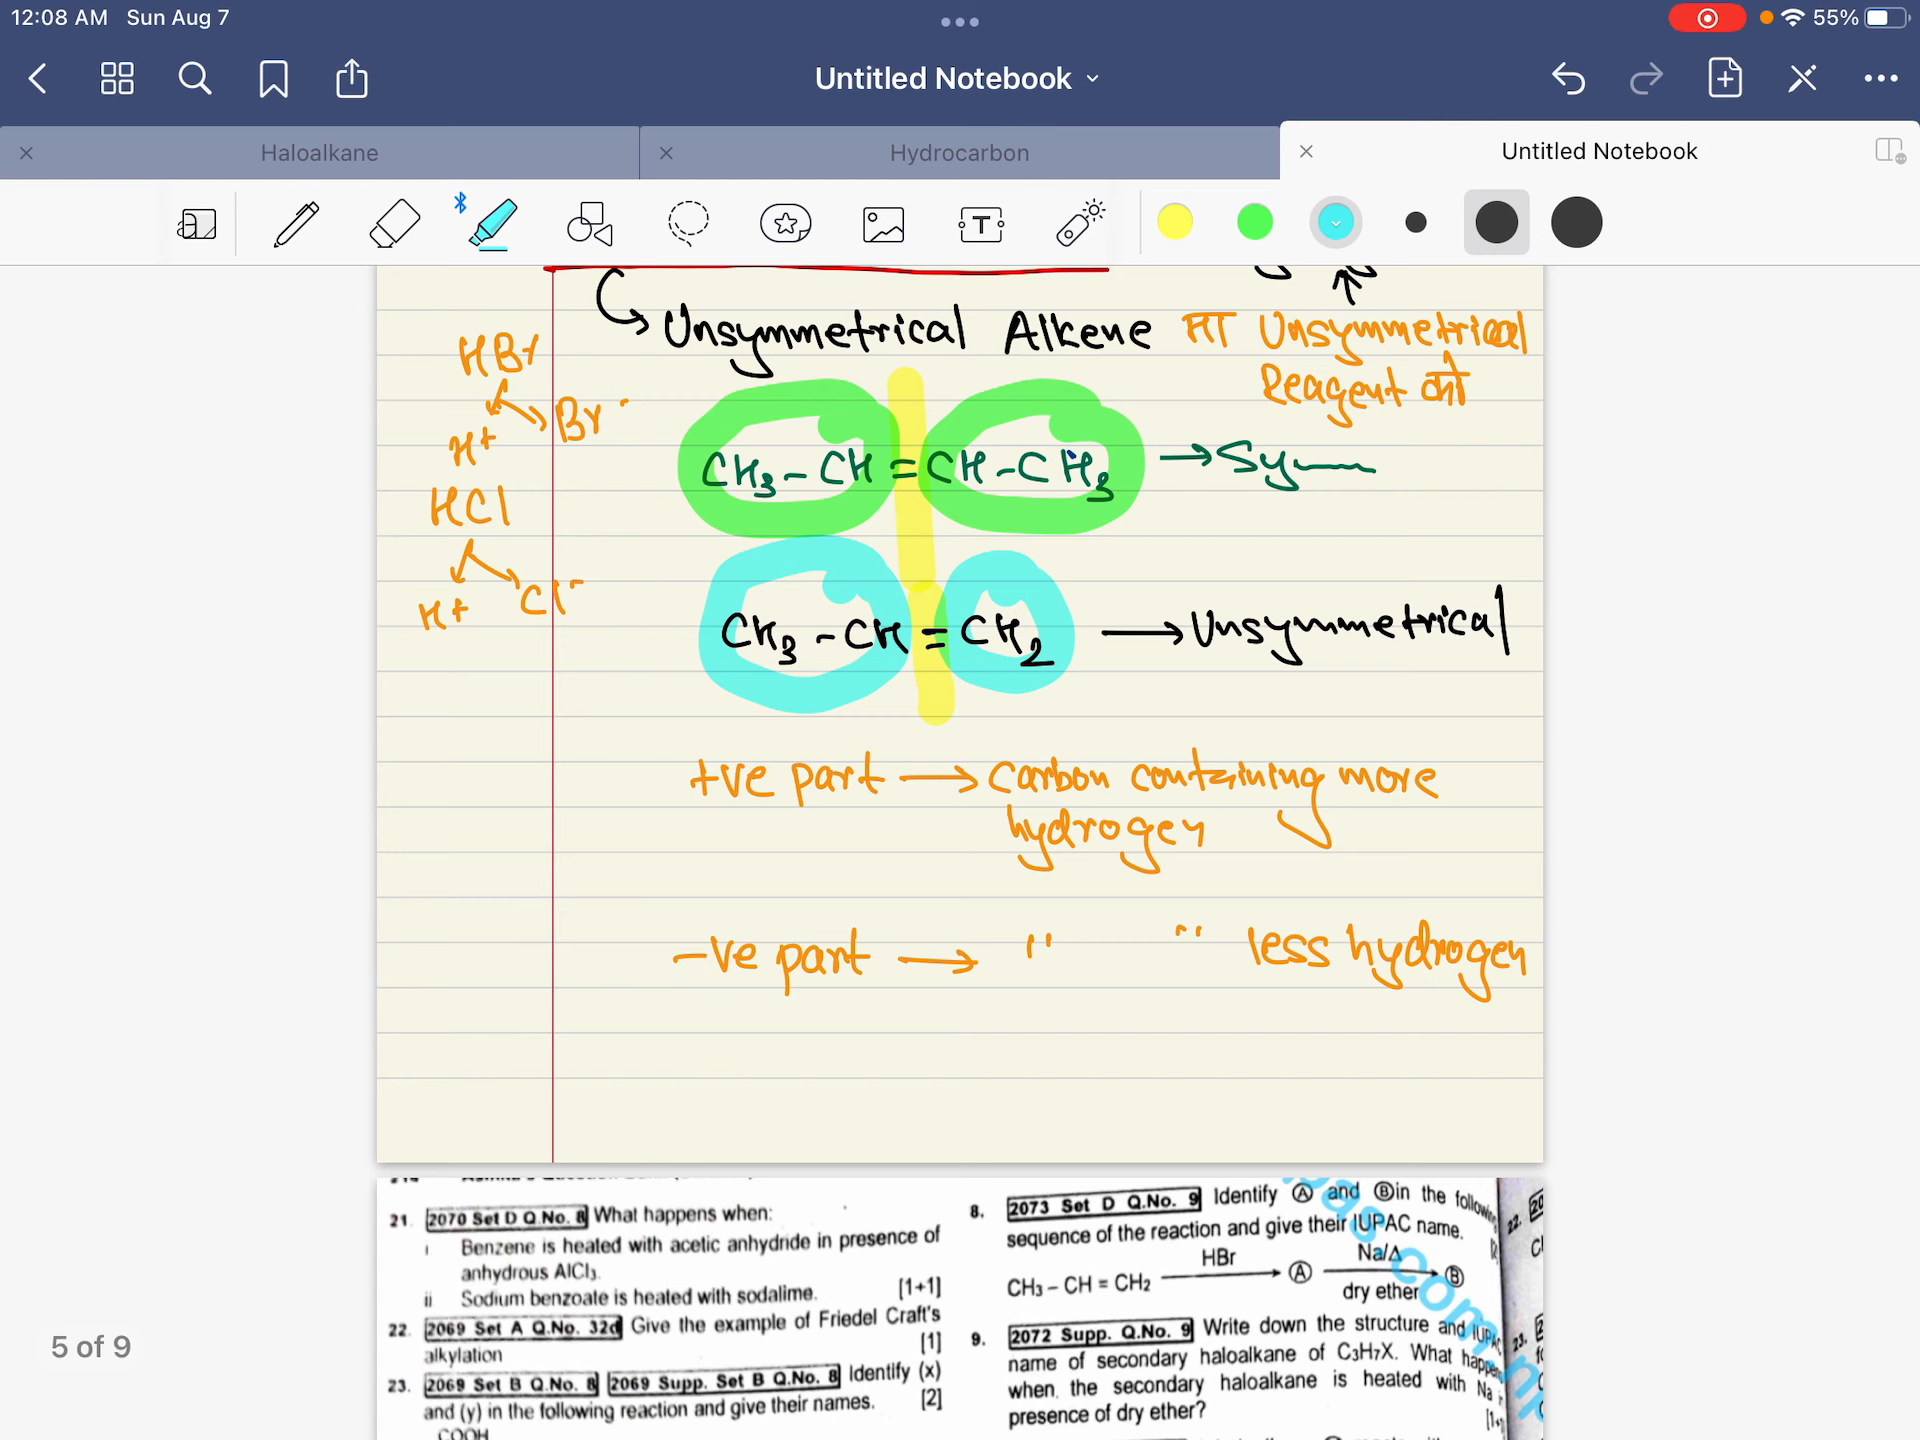 12:08 AM Sun Aug 7
55%
Untitled Notebook
Haloalkane
Hydrocarbon
Untitled Notebook
Unsymmetrical Alkene मा Unsymmetrical
Reagent
HBr
H+ Br-
HCl
H+ Cl-
CH3-CH=CH-CH3 → Sym
CH3-CH=CH2 → Unsymmetrical
+ve part → Carbon containing more
hydrogen
-ve part → " " less hydrogen
21. 2070 Set D Q.No. 8 What happens when:
i Benzene is heated with acetic anhydride in presence of
anhydrous AlCl3.
ii Sodium benzoate is heated with sodalime. [1+1]
22. 2069 Set A Q.No. 32d Give the example of Friedel Craft's
alkylation [1]
23. 2069 Set B Q.No. 8 2069 Supp. Set B Q.No. 8 Identify (x)
and (y) in the following reaction and give their names. [2]
COOH
8. 2073 Set D Q.No. 9 Identify Ⓐ and Ⓑ in the following
sequence of the reaction and give their IUPAC name.
HBr Na/Δ
CH3 – CH = CH2 Ⓐ Ⓑ
dry ether
9. 2072 Supp. Q.No. 9 Write down the structure and IUPAC
name of secondary haloalkane of C3H7X. What happens
when the secondary haloalkane is heated with Na
presence of dry ether?
22.
23.
5 of 9